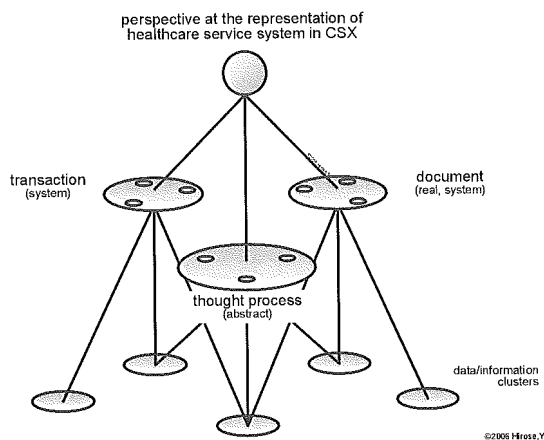 perspective at the representation of
healthcare service system in CSX
transaction
(system)
document
(real, system)
thought process
(abstract)
data/information
clusters
©2006 Hirose,Y